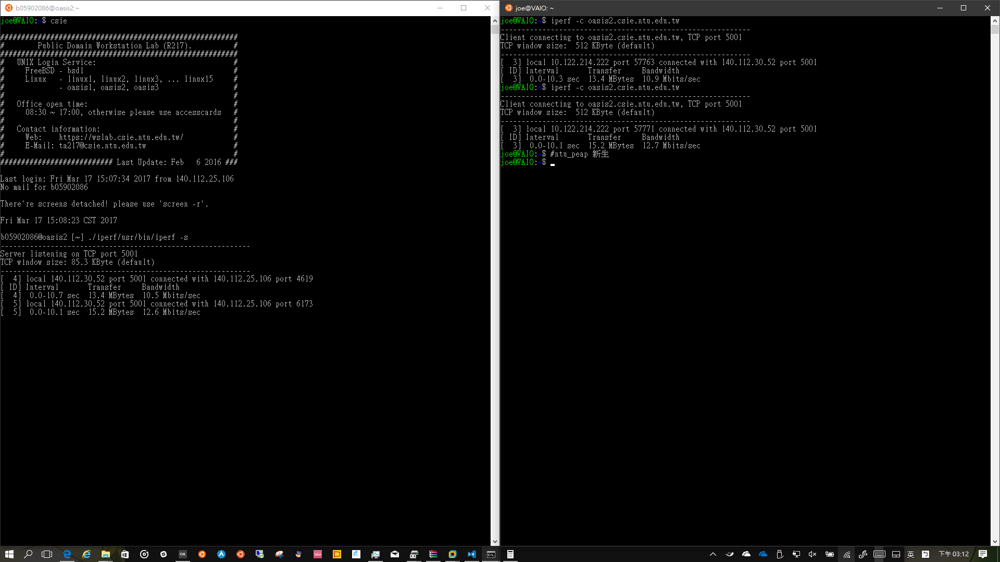 b05902086@oasis2:~
joe@VAIO:~$ csie
#########################################################
#        Public Domain Workstation Lab (R217).          #
#########################################################
#   UNIX Login Service:                                 #
#     FreeBSD - bsd1                                    #
#     Linux   - linux1, linux2, linux3, ... linux15     #
#             - oasis1, oasis2, oasis3                  #
#                                                       #
#   Office open time:                                   #
#     08:30 ~ 17:00, otherwise please use accesscards   #
#                                                       #
#   Contact information:                                #
#     Web:    https://wslab.csie.ntu.edu.tw/            #
#     E-Mail: ta217@csie.ntu.edu.tw                     #
#                                                       #
########################### Last Update: Feb   6 2016 ###
Last login: Fri Mar 17 15:07:34 2017 from 140.112.25.106
No mail for b05902086
There're screens detached! please use 'screen -r'.
Fri Mar 17 15:08:23 CST 2017
b05902086@oasis2 [~] ./iperf/usr/bin/iperf -s
------------------------------------------------------------
Server listening on TCP port 5001
TCP window size: 85.3 KByte (default)
------------------------------------------------------------
[  4] local 140.112.30.52 port 5001 connected with 140.112.25.106 port 4619
[ ID] Interval       Transfer     Bandwidth
[  4]  0.0-10.7 sec  13.4 MBytes  10.5 Mbits/sec
[  5] local 140.112.30.52 port 5001 connected with 140.112.25.106 port 6173
[  5]  0.0-10.1 sec  15.2 MBytes  12.6 Mbits/sec
joe@VAIO: ~
joe@VAIO:~$ iperf -c oasis2.csie.ntu.edu.tw
------------------------------------------------------------
Client connecting to oasis2.csie.ntu.edu.tw, TCP port 5001
TCP window size:  512 KByte (default)
------------------------------------------------------------
[  3] local 10.122.214.222 port 57763 connected with 140.112.30.52 port 5001
[ ID] Interval       Transfer     Bandwidth
[  3]  0.0-10.3 sec  13.4 MBytes  10.9 Mbits/sec
joe@VAIO:~$ iperf -c oasis2.csie.ntu.edu.tw
------------------------------------------------------------
Client connecting to oasis2.csie.ntu.edu.tw, TCP port 5001
TCP window size:  512 KByte (default)
------------------------------------------------------------
[  3] local 10.122.214.222 port 57771 connected with 140.112.30.52 port 5001
[ ID] Interval       Transfer     Bandwidth
[  3]  0.0-10.1 sec  15.2 MBytes  12.7 Mbits/sec
joe@VAIO:~$ #ntu_peap 新生
joe@VAIO:~$
英
下午 03:12